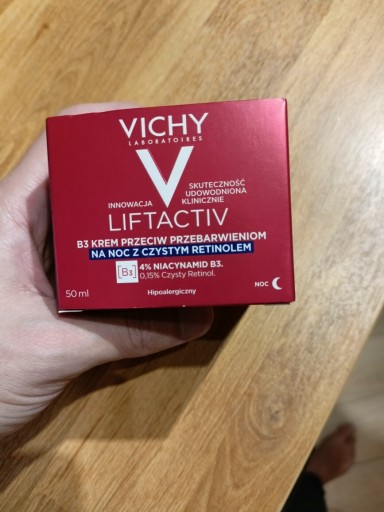 VICHY
LABORATOIRES
INNOWACJA
SKUTECZNOŚĆ
UDOWODNIONA
KLINICZNIE
LIFTACTIV
B3 KREM PRZECIW PRZEBARWIENIOM
NA NOC Z CZYSTYM RETINOLEM
[B3]
4% NIACYNAMID B3.
0,15% Czysty Retinol.
50 ml
Hipoalergiczny
NOC